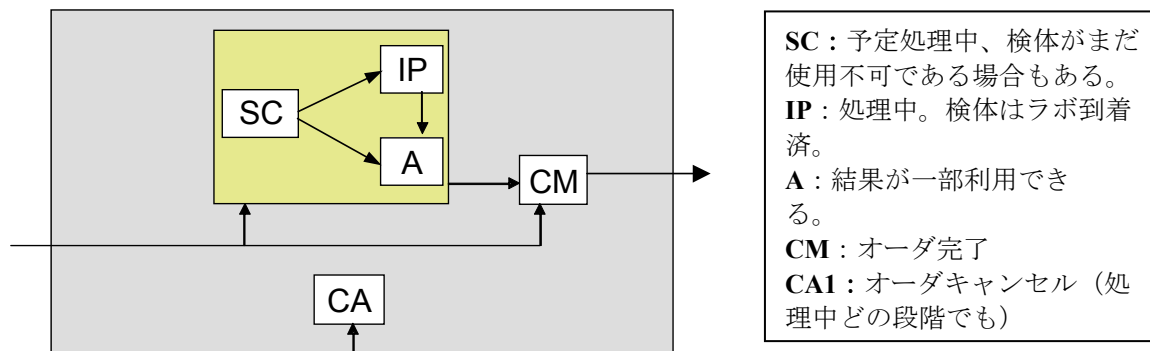 IP
SC
A
CM
CA
SC：予定処理中、検体がまだ
使用不可である場合もある。
IP：処理中。検体はラボ到着
済。
A：結果が一部利用でき
る。
CM：オーダ完了
CA1：オーダキャンセル（処
理中どの段階でも）